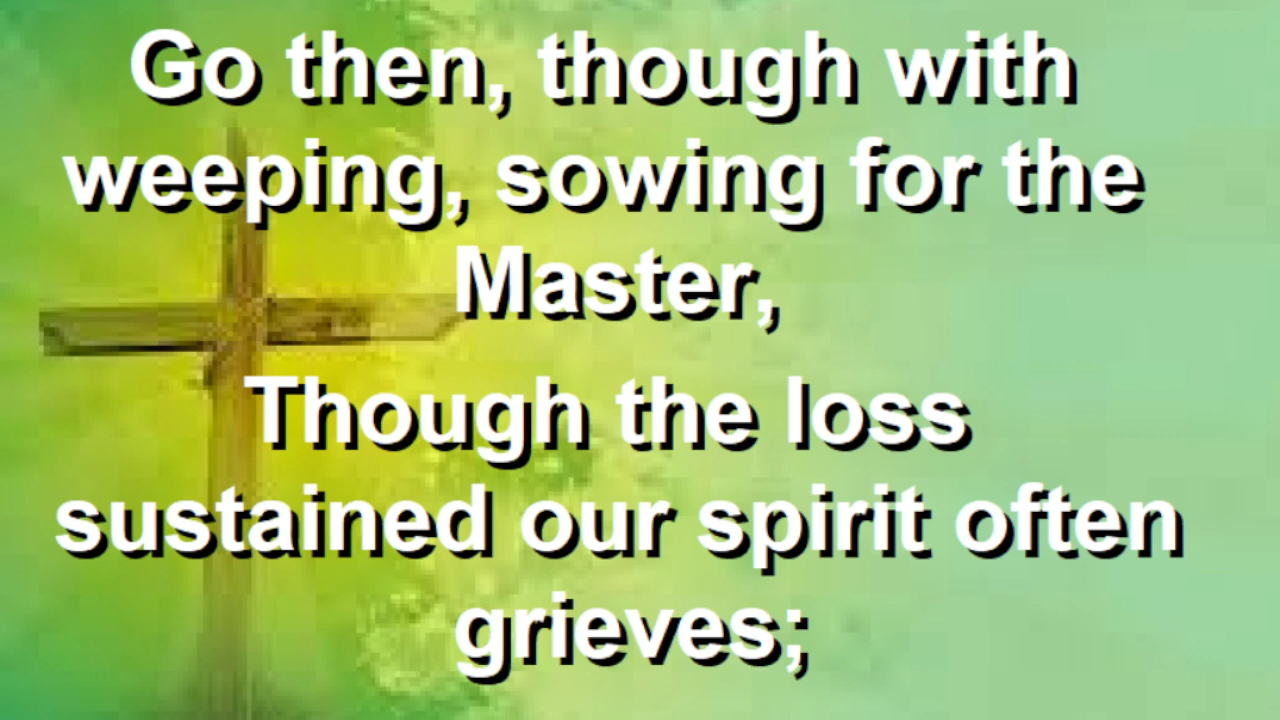 Go then, though with
weeping, sowing for the
Master,
Though the loss
sustained our spirit often
grieves;